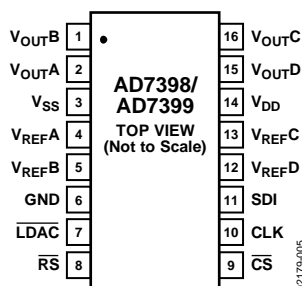 VOUTB 1
VOUTA 2
VSS 3
VREFA 4
VREFB 5
GND 6
LDAC 7
RS 8
AD7398/
AD7399
TOP VIEW
(Not to Scale)
16 VOUTC
15 VOUTD
14 VDD
13 VREFC
12 VREFD
11 SDI
10 CLK
9 CS
2179-005